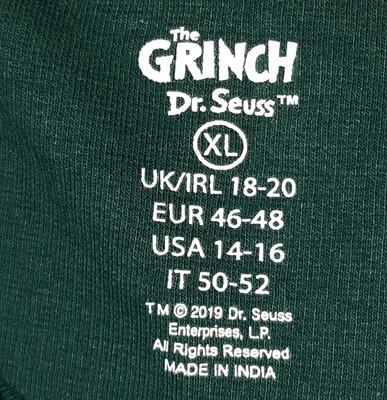 The
GRINCH
Dr. Seuss™
XL
UK/IRL 18-20
EUR 46-48
USA 14-16
IT 50-52
TM © 2019 Dr. Seuss
Enterprises, L.P.
All Rights Reserved
MADE IN INDIA